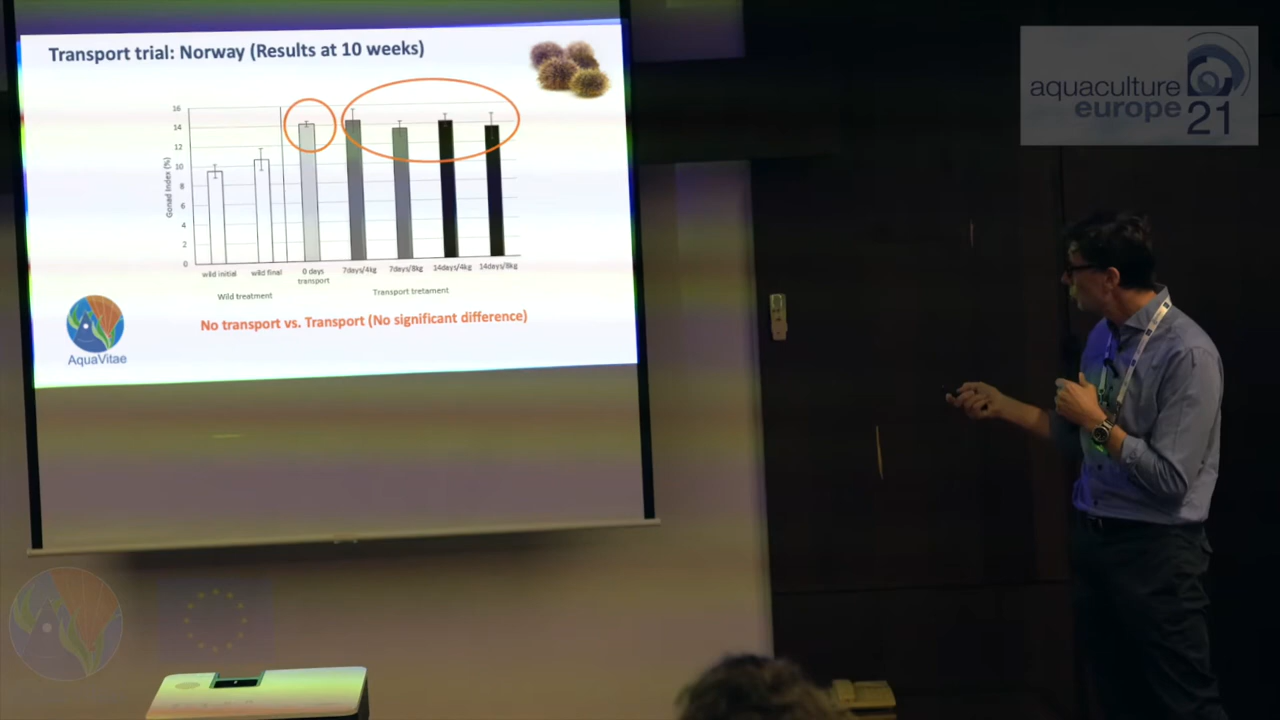 Transport trial: Norway (Results at 10 weeks)
aquaculture
europe 21
Gonad Index (%)
16
14
12
10
8
6
4
2
0
wild initial
wild final
0 days
transport
7days/4kg
7days/8kg
14days/4kg
14days/8kg
Wild treatment
Transport tretament
No transport vs. Transport (No significant difference)
AquaVitae